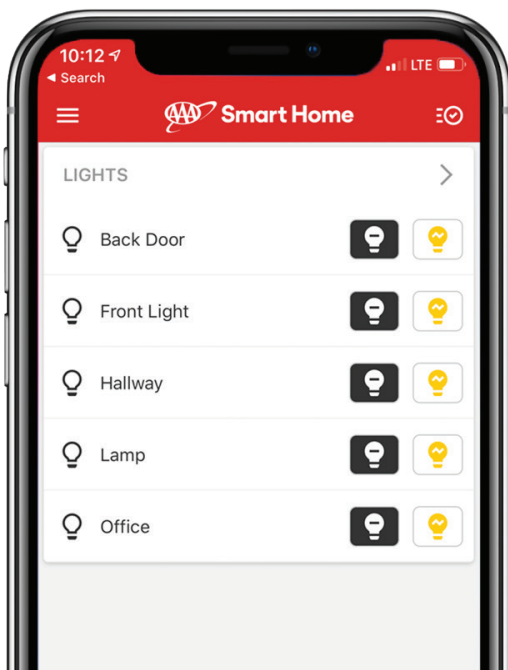 10:12
LTE
◀ Search
AAA Smart Home
LIGHTS
Back Door
Front Light
Hallway
Lamp
Office